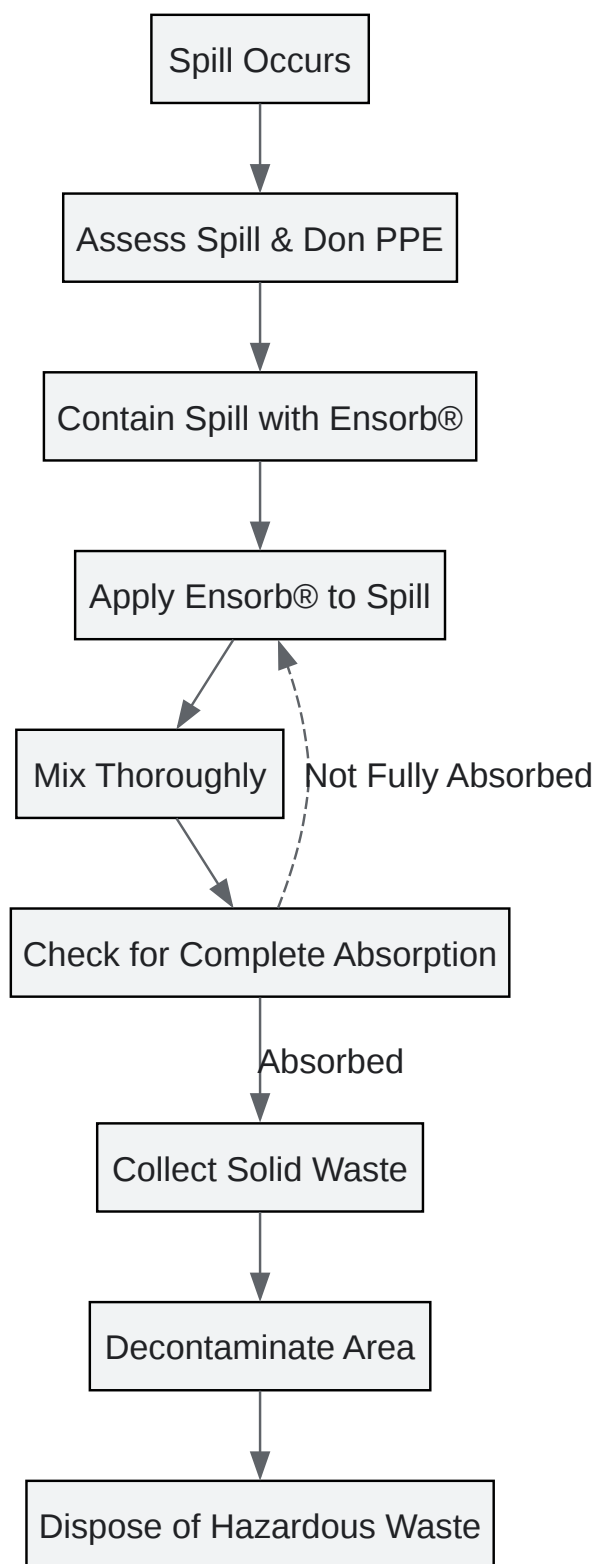 Spill Occurs
Assess Spill & Don PPE
Contain Spill with Ensorb®
Apply Ensorb® to Spill
Mix Thoroughly
Not Fully Absorbed
Check for Complete Absorption
Absorbed
Collect Solid Waste
Decontaminate Area
Dispose of Hazardous Waste